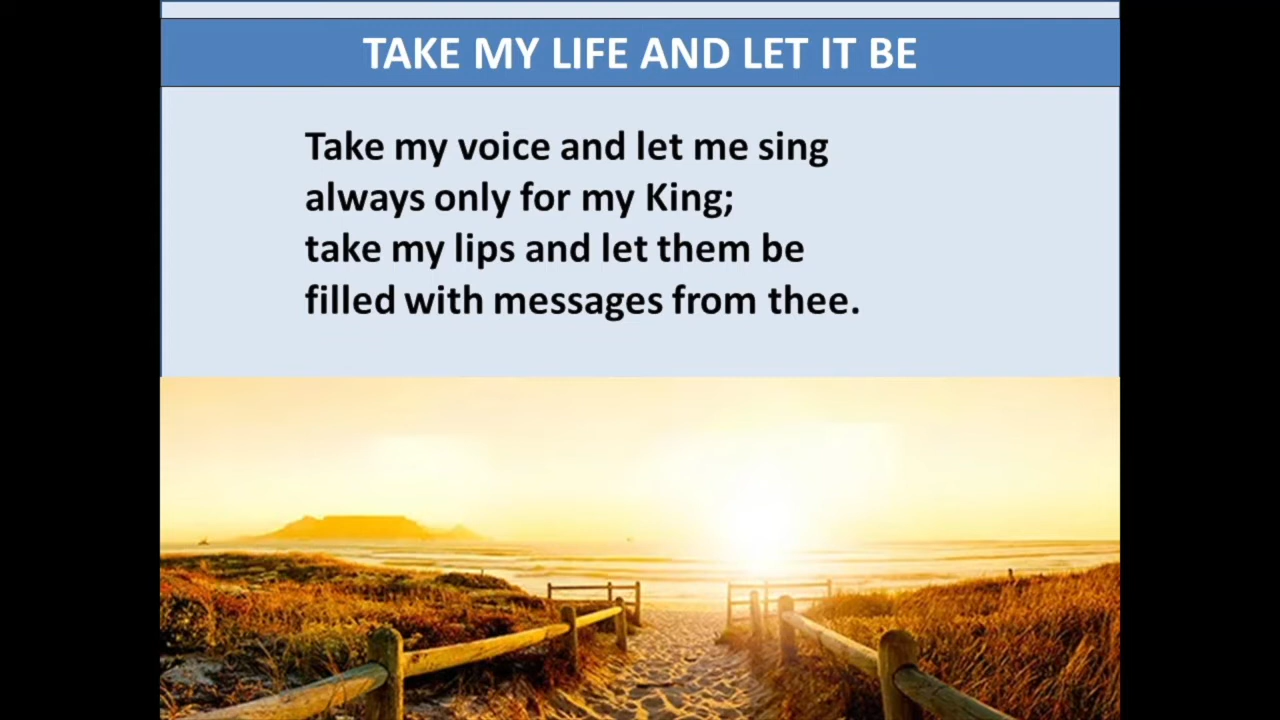 TAKE MY LIFE AND LET IT BE
Take my voice and let me sing
always only for my King;
take my lips and let them be
filled with messages from thee.